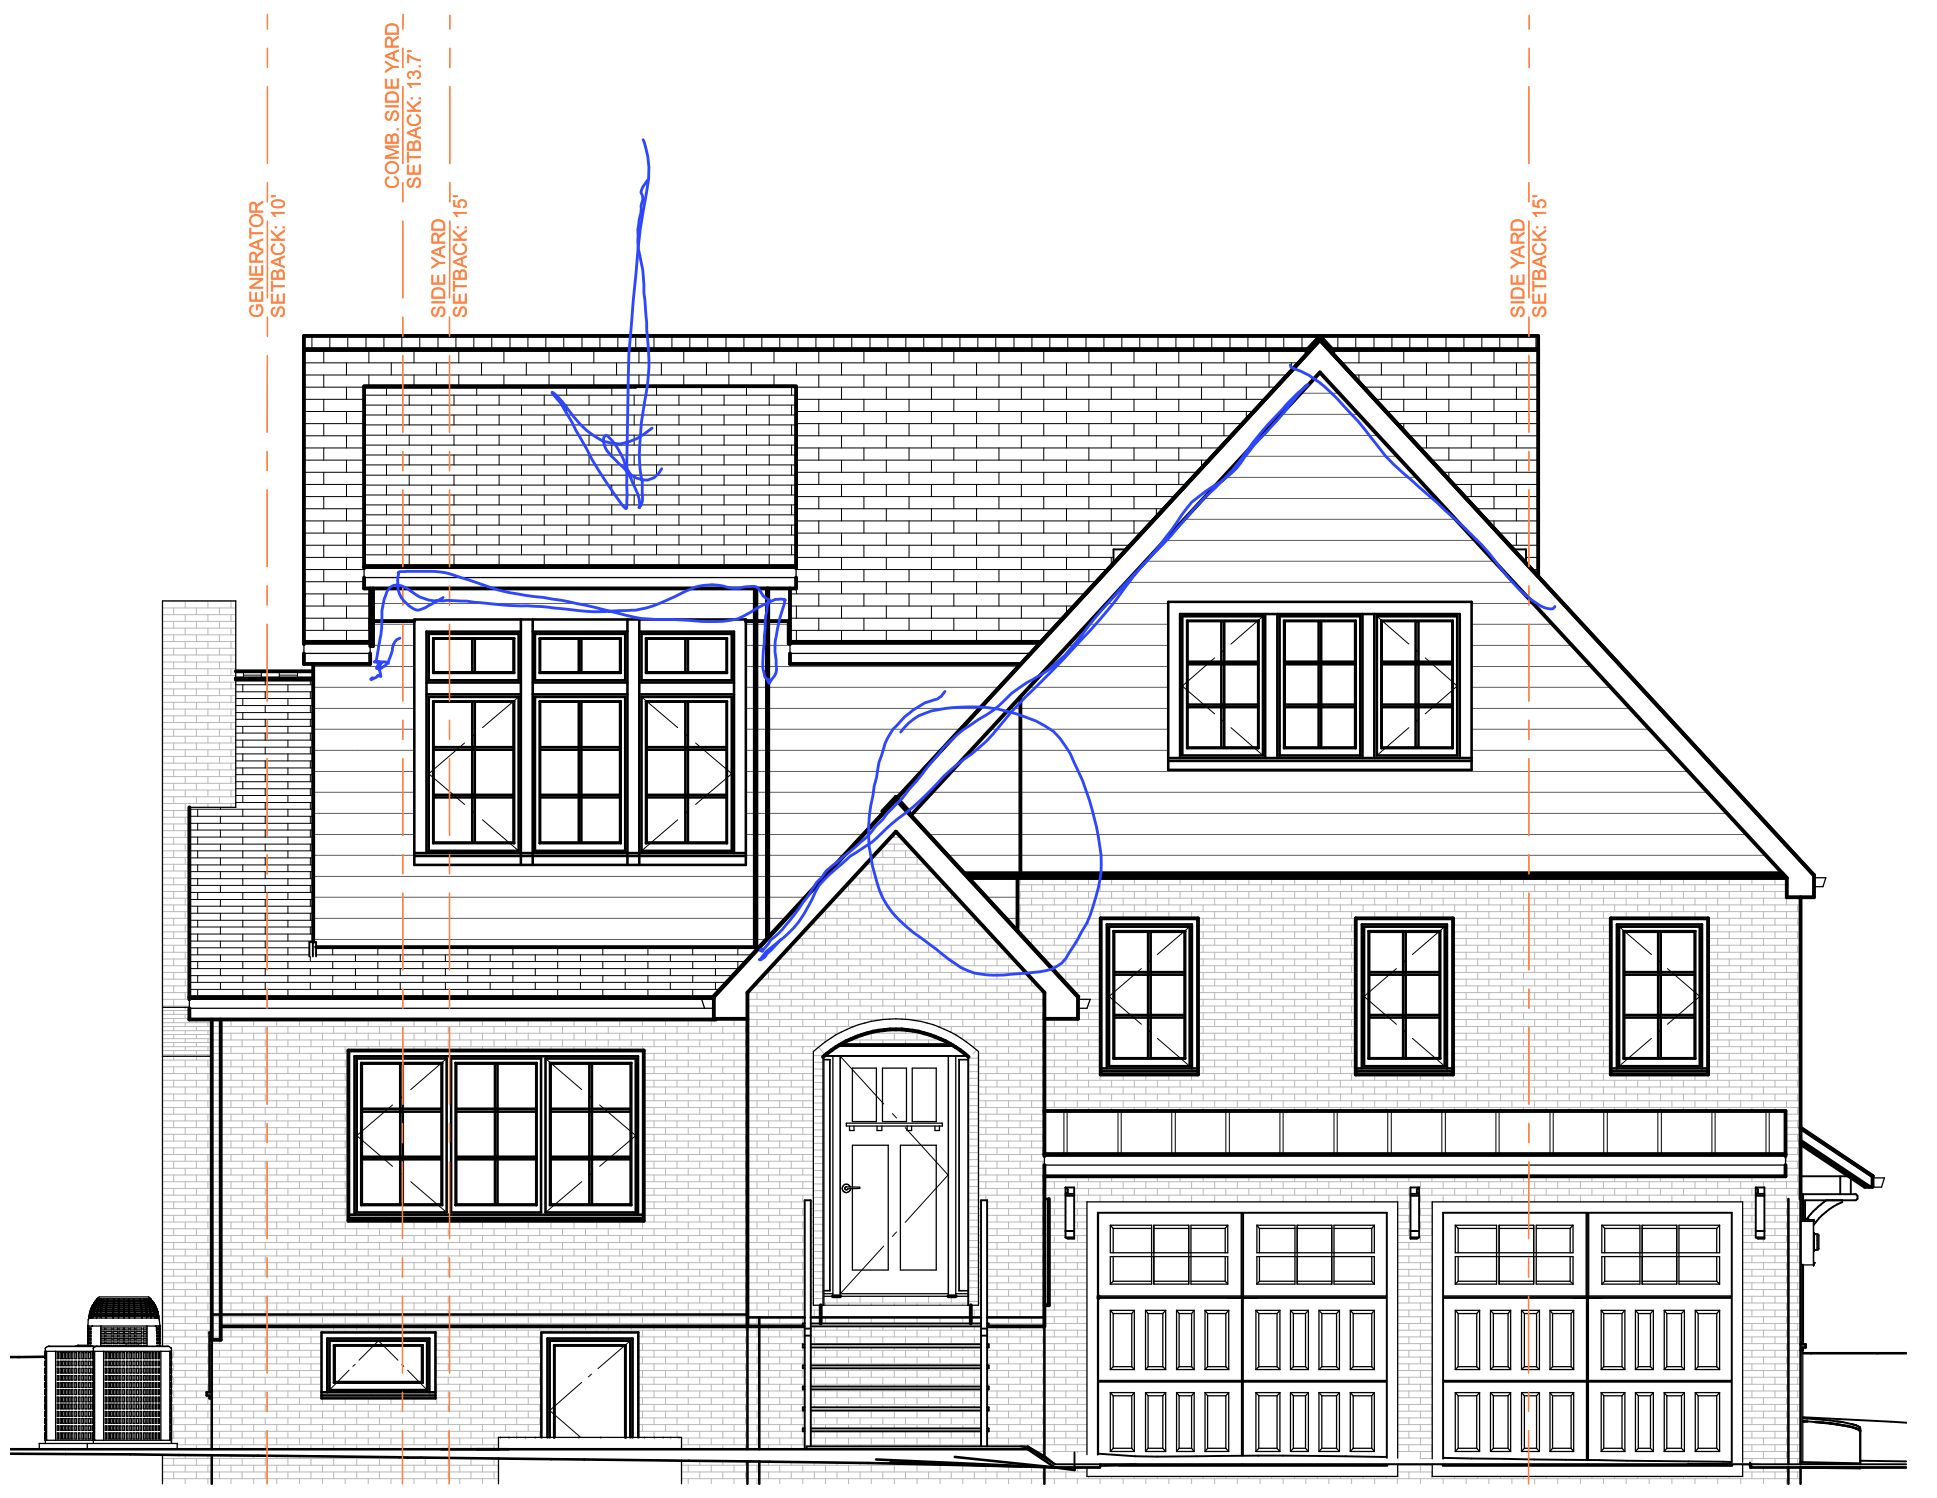 GENERATOR
SETBACK: 10'
COMB. SIDE YARD
SETBACK: 13.7'
SIDE YARD
SETBACK: 15'
SIDE YARD
SETBACK: 15'